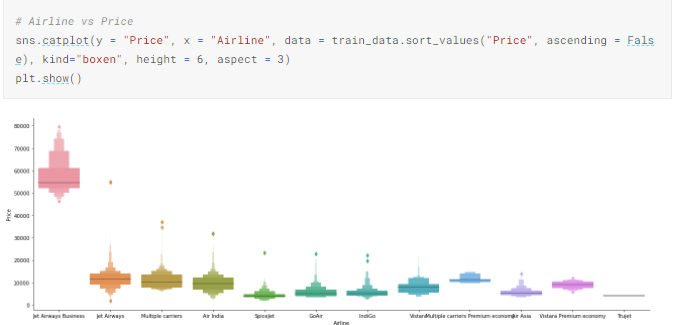 # Airline vs Price
sns.catplot(y = "Price", x = "Airline", data = train_data.sort_values("Price", ascending = Fals
e), kind="boxen", height = 6, aspect = 3)
plt.show()
80000
70000
60000
50000
40000
30000
20000
10000
0
Price
Jet Airways Business Jet Airways Multiple carriers Air India SpiceJet GoAir IndiGo Vistara Multiple carriers Premium economy Air Asia Vistara Premium economy Trujet
Airline